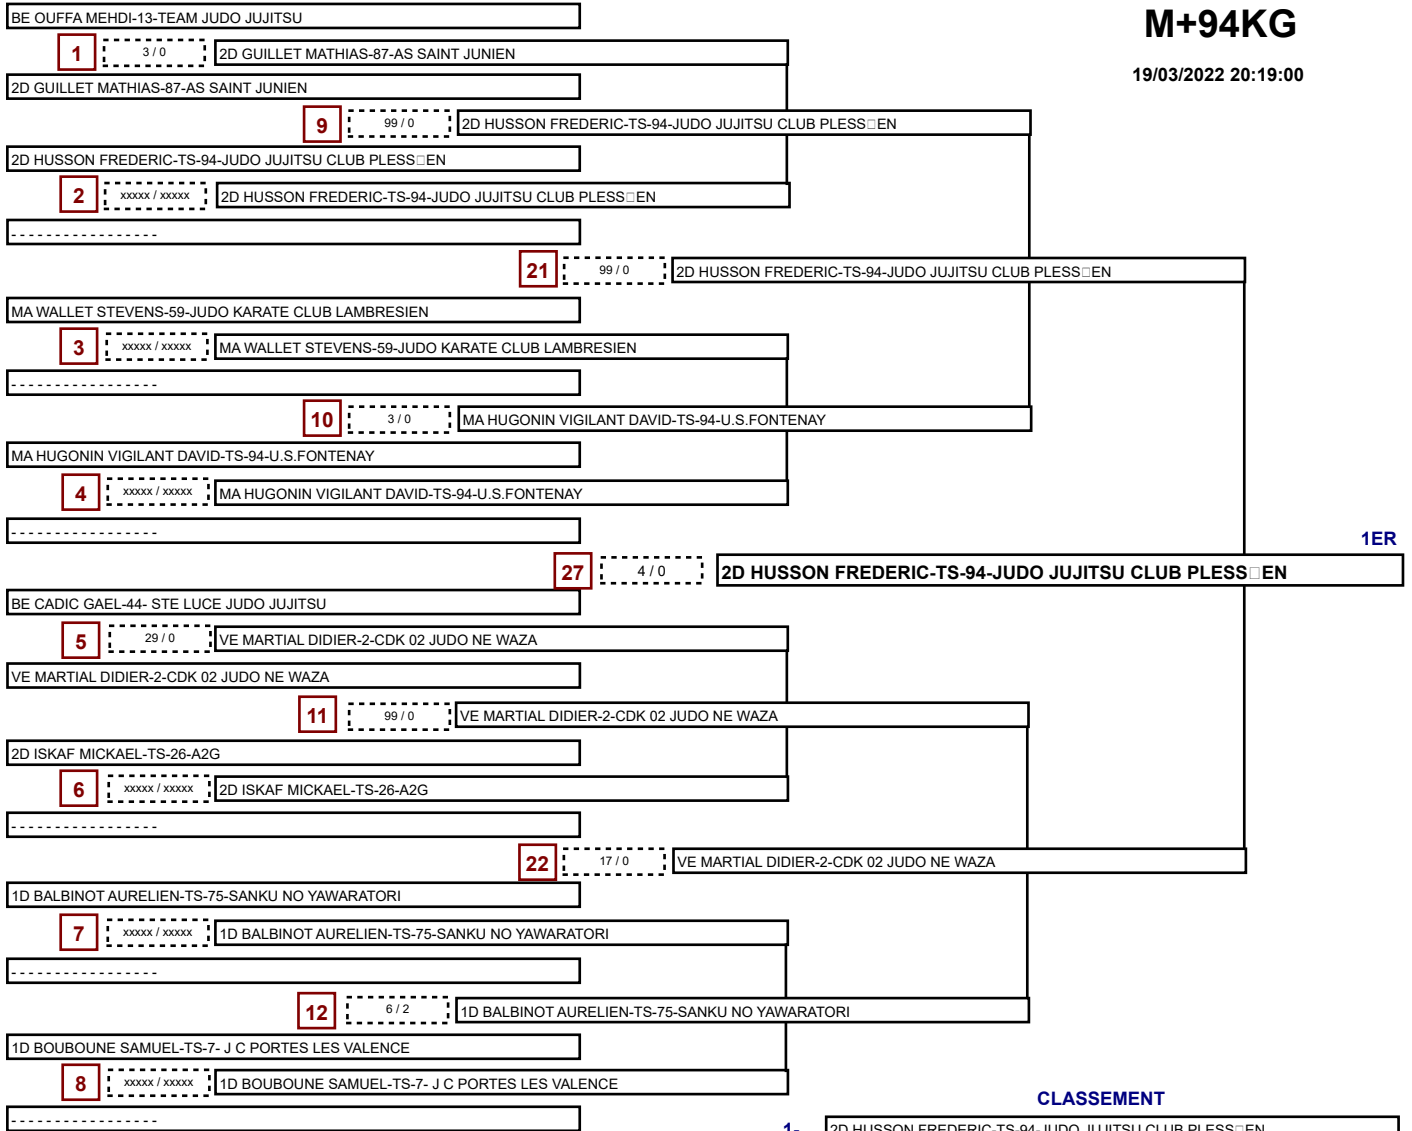 BE OUFFA MEHDI-13-TEAM JUDO JUJITSU
M+94KG
1 3 / 0 2D GUILLET MATHIAS-87-AS SAINT JUNIEN
19/03/2022 20:19:00
2D GUILLET MATHIAS-87-AS SAINT JUNIEN
9 99 / 0 2D HUSSON FREDERIC-TS-94-JUDO JUJITSU CLUB PLESS□EN
2D HUSSON FREDERIC-TS-94-JUDO JUJITSU CLUB PLESS□EN
2 xxxxx / xxxxx 2D HUSSON FREDERIC-TS-94-JUDO JUJITSU CLUB PLESS□EN
- - - - - - - - - - - - - - - - -
21 99 / 0 2D HUSSON FREDERIC-TS-94-JUDO JUJITSU CLUB PLESS□EN
MA WALLET STEVENS-59-JUDO KARATE CLUB LAMBRESIEN
3 xxxxx / xxxxx MA WALLET STEVENS-59-JUDO KARATE CLUB LAMBRESIEN
- - - - - - - - - - - - - - - - -
10 3 / 0 MA HUGONIN VIGILANT DAVID-TS-94-U.S.FONTENAY
MA HUGONIN VIGILANT DAVID-TS-94-U.S.FONTENAY
4 xxxxx / xxxxx MA HUGONIN VIGILANT DAVID-TS-94-U.S.FONTENAY
- - - - - - - - - - - - - - - - -
1ER
27 4 / 0 2D HUSSON FREDERIC-TS-94-JUDO JUJITSU CLUB PLESS□EN
BE CADIC GAEL-44- STE LUCE JUDO JUJITSU
5 29 / 0 VE MARTIAL DIDIER-2-CDK 02 JUDO NE WAZA
VE MARTIAL DIDIER-2-CDK 02 JUDO NE WAZA
11 99 / 0 VE MARTIAL DIDIER-2-CDK 02 JUDO NE WAZA
2D ISKAF MICKAEL-TS-26-A2G
6 xxxxx / xxxxx 2D ISKAF MICKAEL-TS-26-A2G
- - - - - - - - - - - - - - - - -
22 17 / 0 VE MARTIAL DIDIER-2-CDK 02 JUDO NE WAZA
1D BALBINOT AURELIEN-TS-75-SANKU NO YAWARATORI
7 xxxxx / xxxxx 1D BALBINOT AURELIEN-TS-75-SANKU NO YAWARATORI
- - - - - - - - - - - - - - - - -
12 6 / 2 1D BALBINOT AURELIEN-TS-75-SANKU NO YAWARATORI
1D BOUBOUNE SAMUEL-TS-7- J C PORTES LES VALENCE
8 xxxxx / xxxxx 1D BOUBOUNE SAMUEL-TS-7- J C PORTES LES VALENCE
CLASSEMENT
- - - - - - - - - - - - - - - - -
1- 2D HUSSON FREDERIC-TS-94-JUDO JUJITSU CLUB PLESS□EN